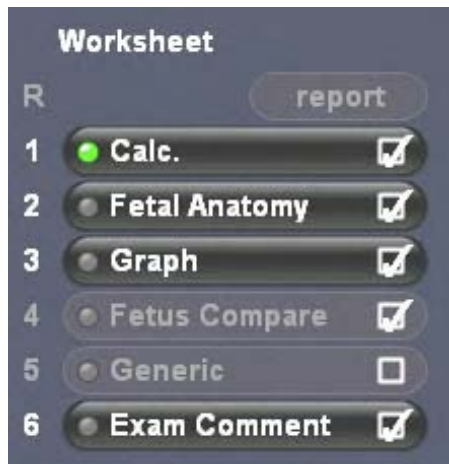 Worksheet
R report
1 Calc.
2 Fetal Anatomy
3 Graph
4 Fetus Compare
5 Generic
6 Exam Comment